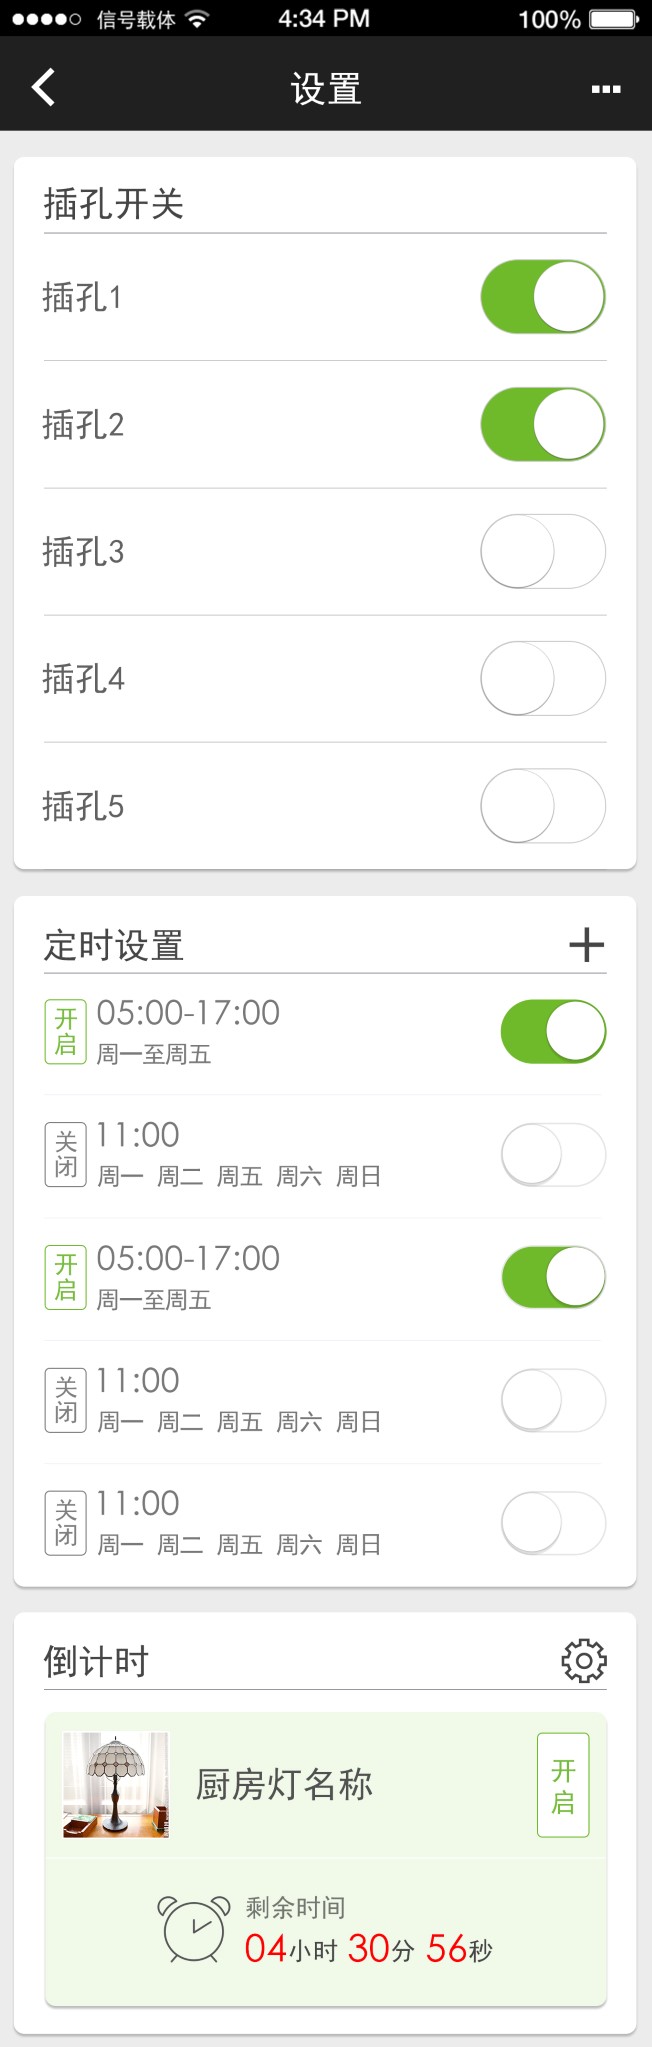 信号载体 4:34 PM 100%
设置
插孔开关
插孔1
插孔2
插孔3
插孔4
插孔5
定时设置
开启 05:00-17:00
周一至周五
关闭 11:00
周一 周二 周五 周六 周日
开启 05:00-17:00
周一至周五
关闭 11:00
周一 周二 周五 周六 周日
关闭 11:00
周一 周二 周五 周六 周日
倒计时
厨房灯名称 开启
剩余时间
04小时 30分 56秒